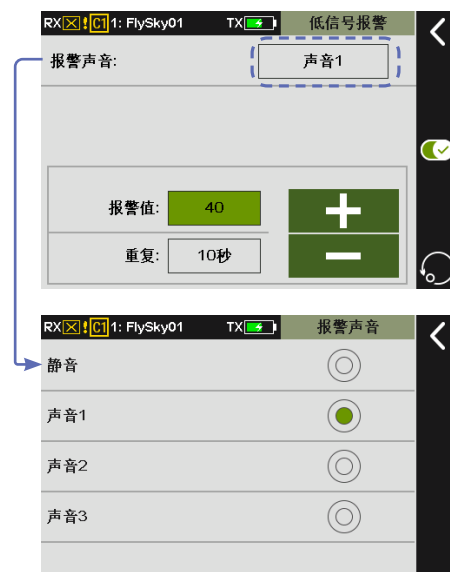 RX C1 1: FlySky01 TX 低信号报警
报警声音: 声音1
报警值: 40
重复: 10秒
RX C1 1: FlySky01 TX 报警声音
静音
声音1
声音2
声音3